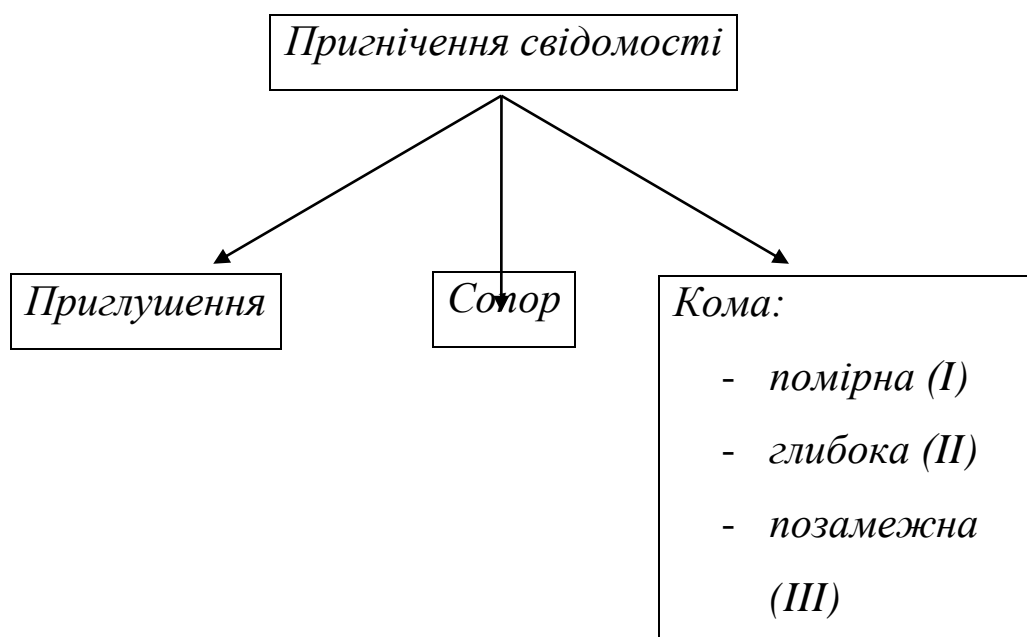 Пригнічення свідомості
Приглушення
Сопор
Кома:
- помірна (I)
- глибока (II)
- позамежна
(III)